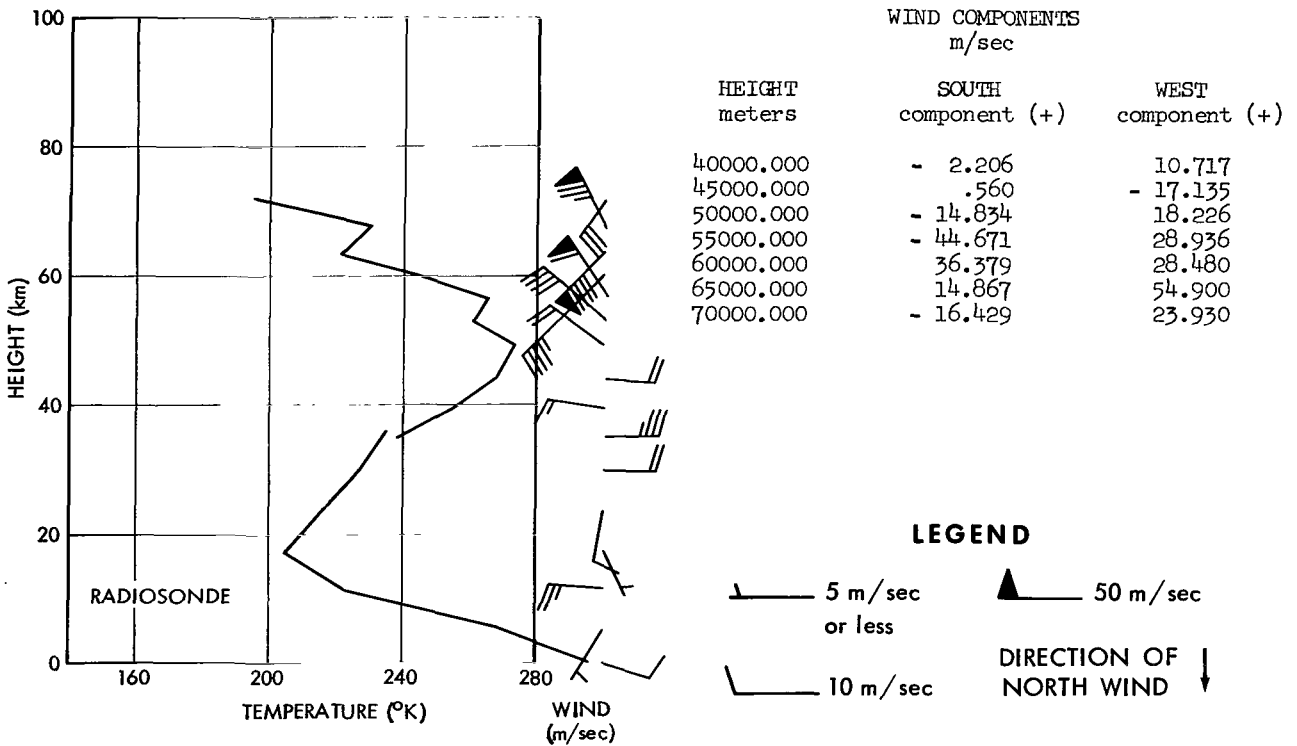 100
80
60
40
20
0
HEIGHT (km)
RADIOSONDE
160 200 240 280
TEMPERATURE (°K)
WIND
(m/sec)
WIND COMPONENTS
m/sec
HEIGHT SOUTH WEST
meters component (+) component (+)
40000.000 - 2.206 10.717
45000.000 .560 - 17.135
50000.000 - 14.834 18.226
55000.000 - 44.671 28.936
60000.000 36.379 28.480
65000.000 14.867 54.900
70000.000 - 16.429 23.930
LEGEND
5 m/sec
or less
50 m/sec
10 m/sec
DIRECTION OF
NORTH WIND